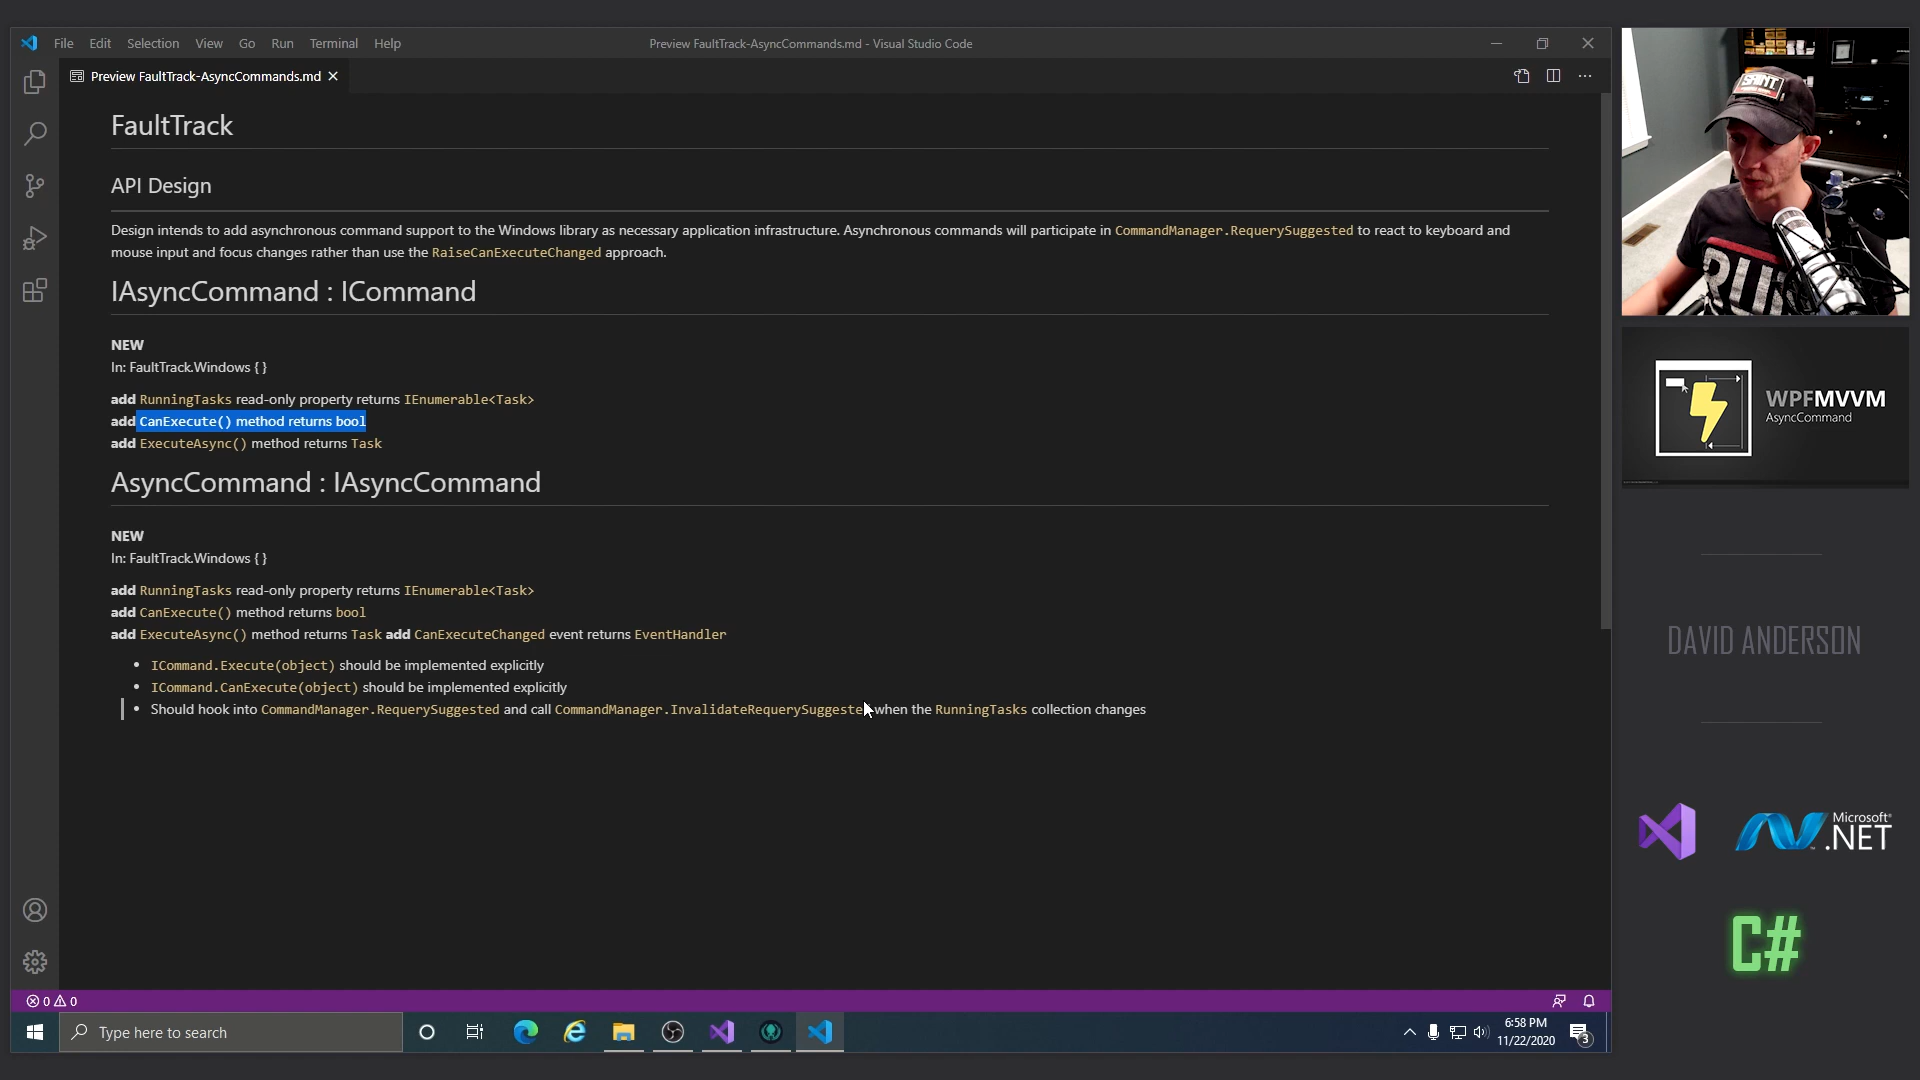 File Edit Selection View Go Run Terminal Help
Preview FaultTrack-AsyncCommands.md - Visual Studio Code
Preview FaultTrack-AsyncCommands.md
FaultTrack
API Design
Design intends to add asynchronous command support to the Windows library as necessary application infrastructure. Asynchronous commands will participate in CommandManager.RequerySuggested to react to keyboard and
mouse input and focus changes rather than use the RaiseCanExecuteChanged approach.
IAsyncCommand : ICommand
NEW
In: FaultTrack.Windows { }
add RunningTasks read-only property returns IEnumerable<Task>
add CanExecute() method returns bool
add ExecuteAsync() method returns Task
AsyncCommand : IAsyncCommand
NEW
In: FaultTrack.Windows { }
add RunningTasks read-only property returns IEnumerable<Task>
add CanExecute() method returns bool
add ExecuteAsync() method returns Task add CanExecuteChanged event returns EventHandler
• ICommand.Execute(object) should be implemented explicitly
• ICommand.CanExecute(object) should be implemented explicitly
• Should hook into CommandManager.RequerySuggested and call CommandManager.InvalidateRequerySuggeste when the RunningTasks collection changes
0 0
Type here to search
6:58 PM
11/22/2020
3
SAINT
RUN
WPFMVVM
AsyncCommand
DAVID ANDERSON
Microsoft
.NET
C#